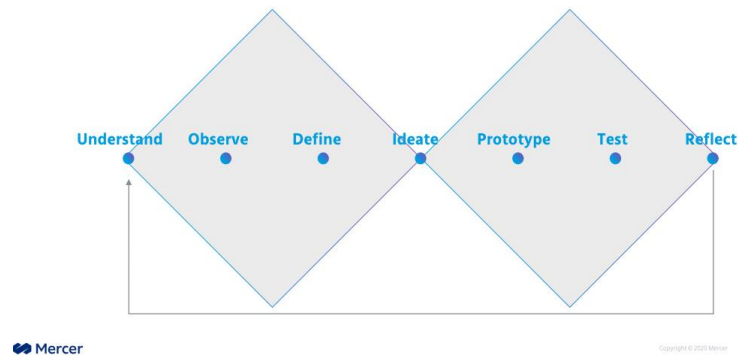 Understand Observe Define Ideate Prototype Test Reflect
Mercer
Copyright © 2020 Mercer